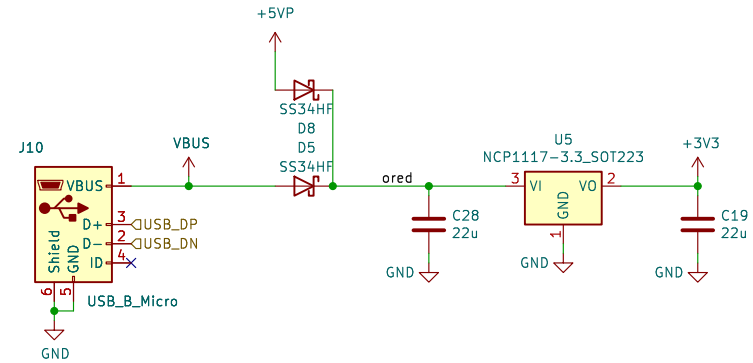 +5VP
SS34HF
D8
D5
SS34HF
J10
VBUS
ored
U5
NCP1117-3.3_SOT223
+3V3
VBUS 1
D+ 3 USB_DP
D- 2 USB_DN
ID 4
Shield
GND
6
5
USB_B_Micro
GND
C28
22u
GND
3 VI
VO 2
GND
1
GND
C19
22u
GND